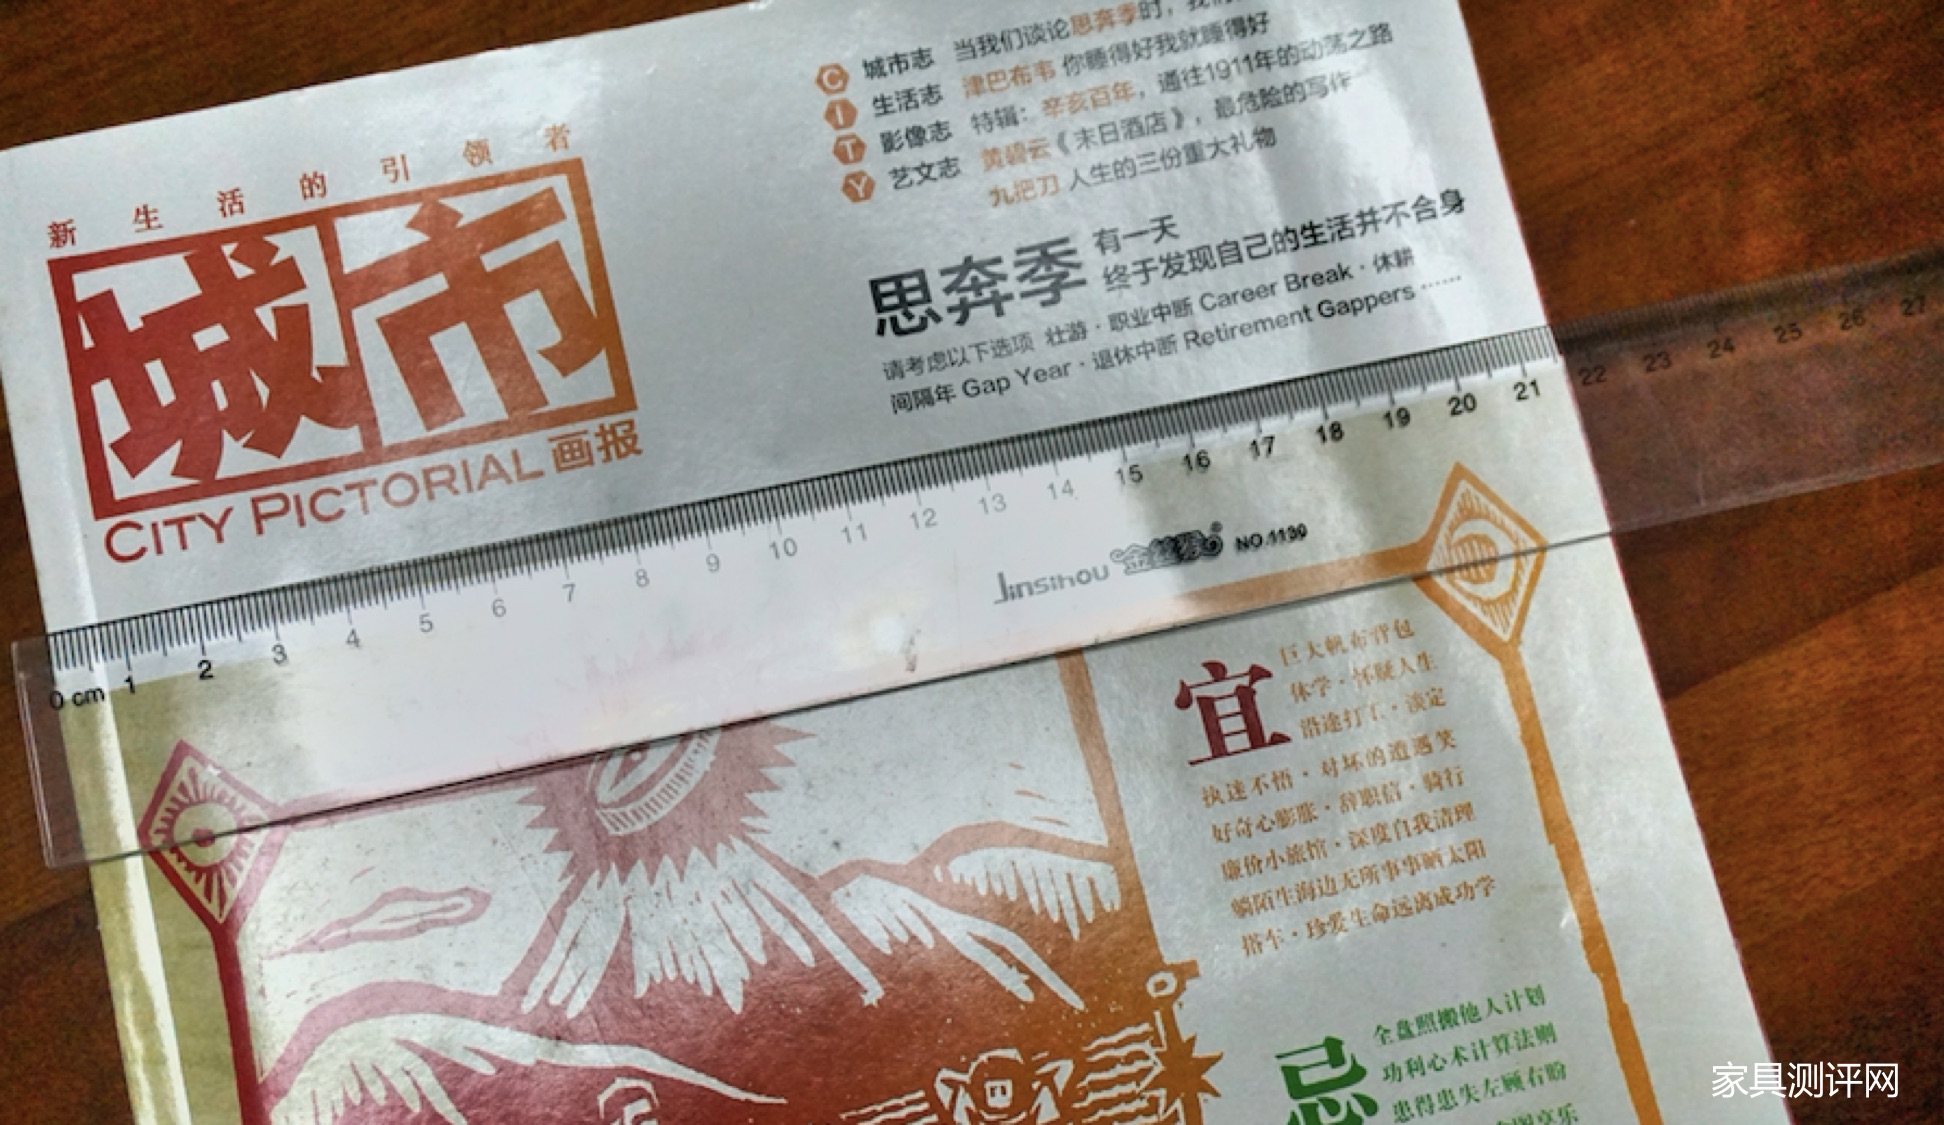 C 城市志 当我们谈论思奔季时，我们
I 生活志 津巴布韦 你睡得好我就睡得好
T 影像志 特辑：辛亥百年，通往1911年的动荡之路
Y 艺文志 黄碧云《末日酒店》，最危险的写作
九把刀 人生的三份重大礼物
新生活的引领者
城市
CITY PICTORIAL 画报
思奔季 有一天
终于发现自己的生活并不合身
请考虑以下选项 壮游·职业中断 Career Break·休耕
间隔年 Gap Year·退休中断 Retirement Gappers ……
0 cm 1 2 3 4 5 6 7 8 9 10 11 12 13 14 15 16 17 18 19 20 21 22 23 24 25 26 27
Jinsihou 金丝猴 NO.1130
宜
巨大帆布背包
休学·怀疑人生
沿途打工·淡定
执迷不悟·对坏的遭遇笑
好奇心膨胀·辞职信·骑行
廉价小旅馆·深度自我清理
躺陌生海边无所事事晒太阳
搭车·珍爱生命远离成功学
忌
全盘照搬他人计划
功利心术计算法则
患得患失左顾右盼
享乐
家具测评网